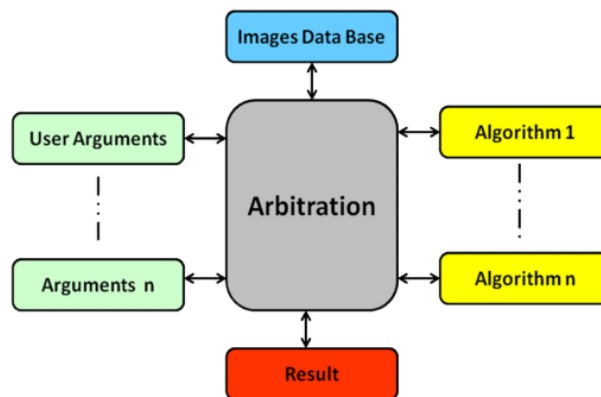 Images Data Base
User Arguments
Algorithm 1
Arbitration
Arguments n
Algorithm n
Result